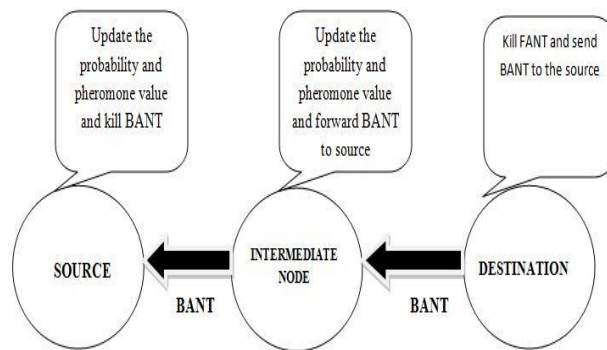 Update the
probability and
pheromone value
and kill BANT
Update the
probability and
pheromone value
and forward BANT
to source
Kill FANT and send
BANT to the source
SOURCE
INTERMEDIATE
NODE
DESTINATION
BANT
BANT